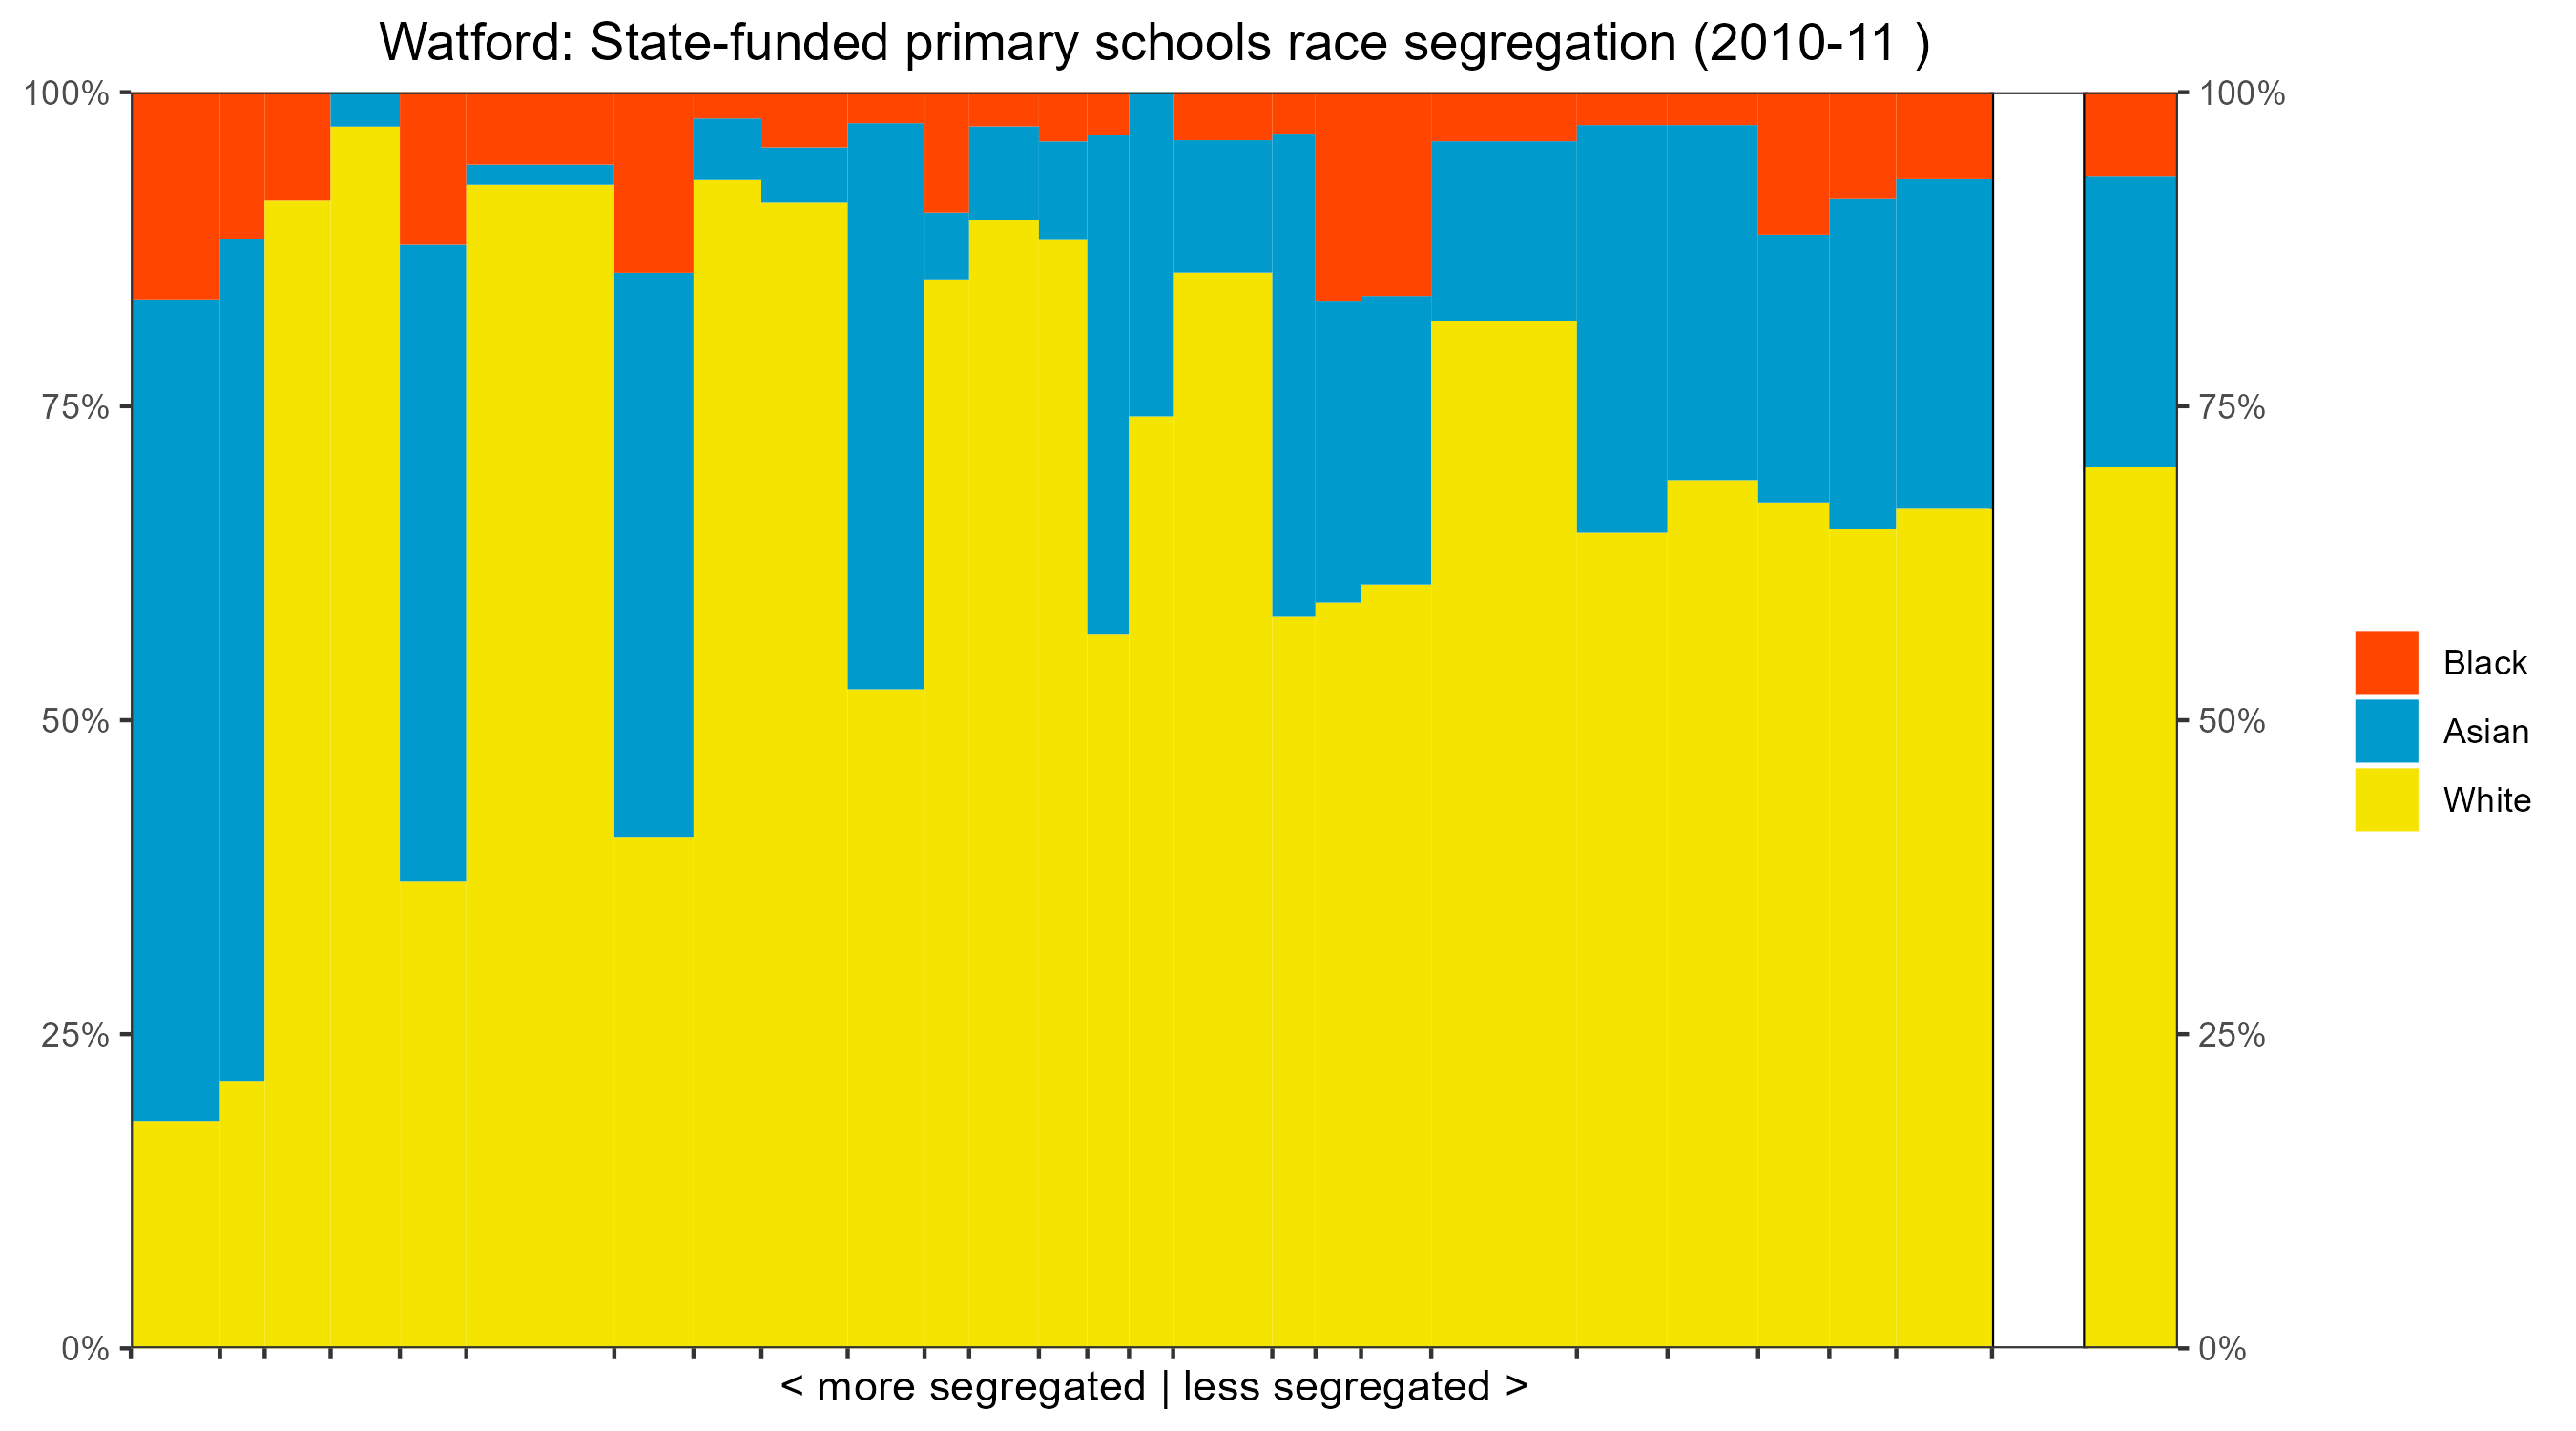 Watford: State-funded primary schools race segregation (2010-11 )
100%
75%
50%
25%
0%
100%
75%
50%
25%
0%
Black
Asian
White
< more segregated | less segregated >